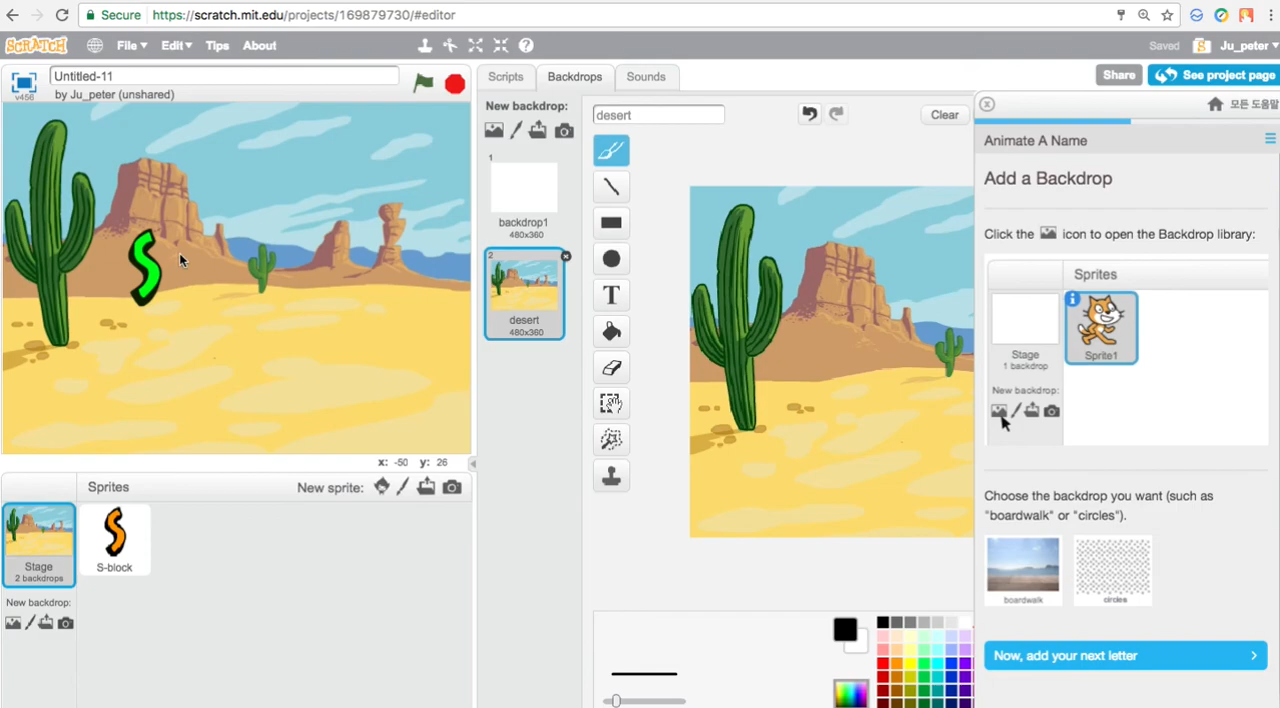 Secure https://scratch.mit.edu/projects/169879730/#editor
SCRATCH File Edit Tips About Saved Ju_peter
v456 Untitled-11
by Ju_peter (unshared)
Scripts Backdrops Sounds
Share See project page
New backdrop:
desert
Clear
1
backdrop1
480x360
2
desert
480x360
T
x: -50 y: 26
Sprites New sprite:
Stage
2 backdrops
S-block
New backdrop:
모든 도움말
Animate A Name
Add a Backdrop
Click the icon to open the Backdrop library:
Sprites
Stage
1 backdrop
Sprite1
New backdrop:
Choose the backdrop you want (such as
"boardwalk" or "circles").
boardwalk circles
Now, add your next letter